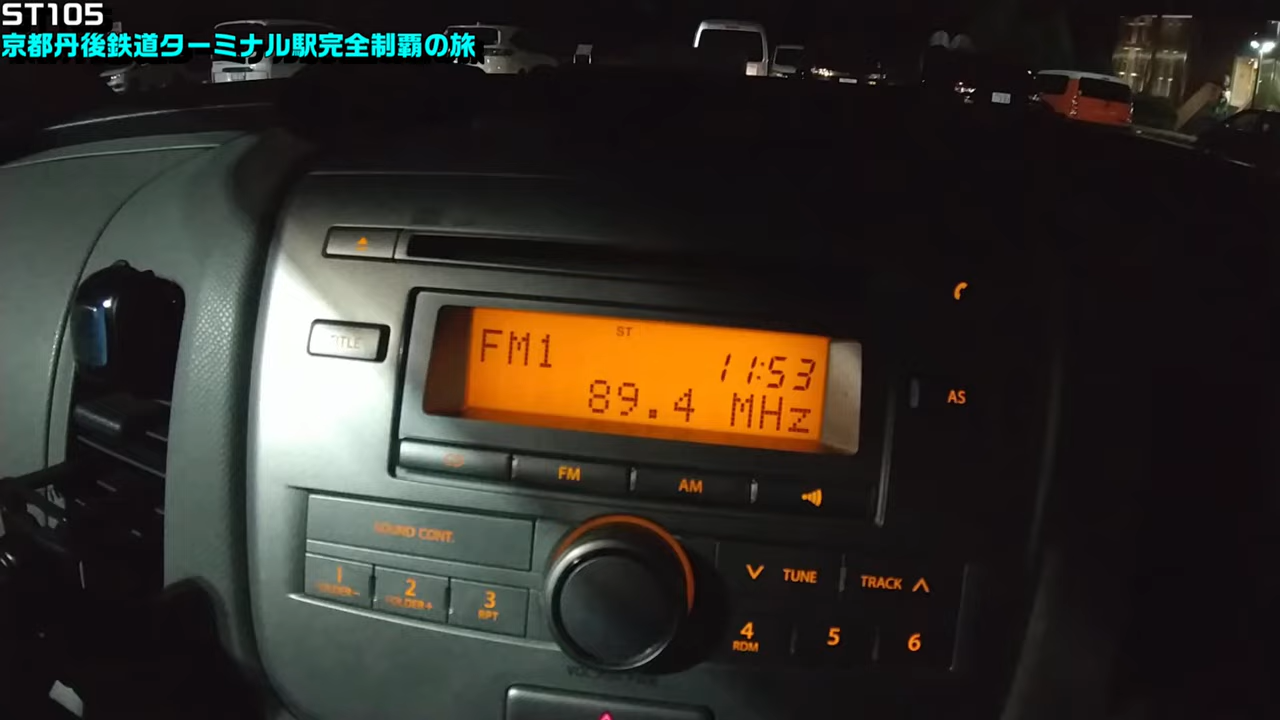 ST105
京都丹後鉄道ターミナル駅完全制覇の旅
TITLE
ST
FM1
11:53
89.4 MHz
AS
FM
AM
SOUND CONT.
1
FOLDER-
2
FOLDER+
3
RPT
TUNE
TRACK
4
RDM
5
6